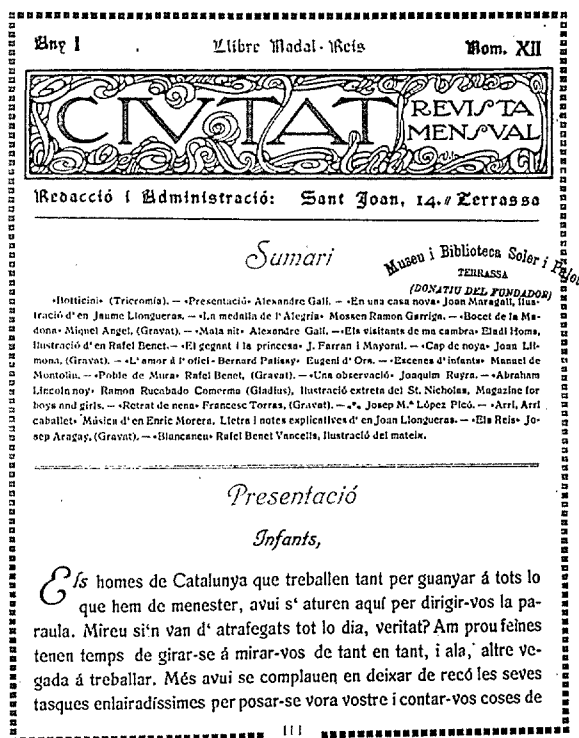 Any I
Llibre Nadal-Reis
Nom. XII
CIVTAT
REVISTA
MENSVAL
Redacció i Administració: Sant Joan, 14.// Terrassa
Sumari
Museu i Biblioteca Soler i Palet
TERRASSA
(DONATIU DEL FUNDADOR)
«Botticini» (Tricromía). — «Presentació» Alexandre Galí. — «En una casa nova» Joan Maragall, Ilus-
tració d'en Jaume Llongueras. — «La medalla de l'Alegría» Mossen Ramon Garriga. — «Bocet de la Ma-
dona» Miquel Angel, (Gravat). — «Mala nit» Alexandre Galí. — «Els visitants de ma cambra» Eladi Homs,
Ilustració d'en Rafel Benet. — «El gegant i la princesa» J. Farran i Mayoral. — «Cap de noya» Joan Lli-
mona, (Gravat). — «L'amor á l'ofici» Bernard Palissy» Eugeni d'Ors. — «Escenes d'infants» Manuel de
Montoliu. — «Poble de Mura» Rafel Benet, (Gravat). — «Una observació» Joaquim Ruyra. — «Abraham
Lincoln noy» Ramon Rucabado Comerma (Gladius), Ilustració extreta del St. Nicholas, Magazine for
boys and girls. — «Retrat de nena» Francesc Torras, (Gravat). — *** Josep M.ª López Picó. — «Arri, Arri
caballet» Música d'en Enric Morera. Lletra i notes explicatives d'en Joan Llongueras. — «Els Reis» Jo-
sep Aragay, (Gravat). — «Blancaneu» Rafel Benet Vancells, Ilustració del mateix.
Presentació
Infants,
Els homes de Catalunya que treballen tant per guanyar á tots lo
que hem de menester, avui s' aturen aquí per dirigir-vos la pa-
raula. Mireu si'n van d' atrafegats tot lo dia, veritat? Am prou feines
tenen temps de girar-se á mirar-vos de tant en tant, i ala, altre ve-
gada á treballar. Més avui se complauen en deixar de recó les seves
tasques enlairadíssimes per posar-se vora vostre i contar-vos coses de
III